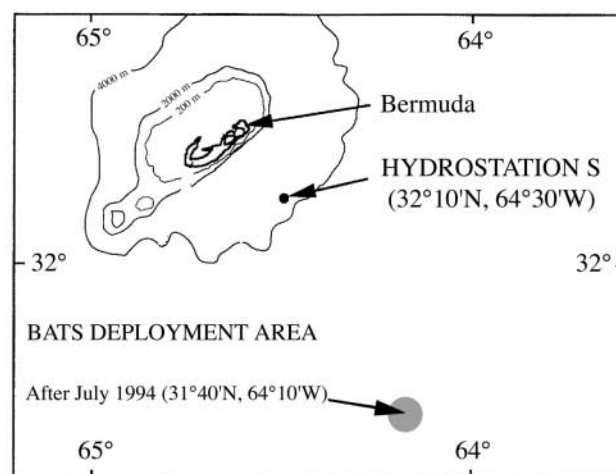 65° 64°
4000 m
2000 m
200 m
Bermuda
HYDROSTATION S
(32°10'N, 64°30'W)
32° 32°
BATS DEPLOYMENT AREA
After July 1994 (31°40'N, 64°10'W)
65° 64°